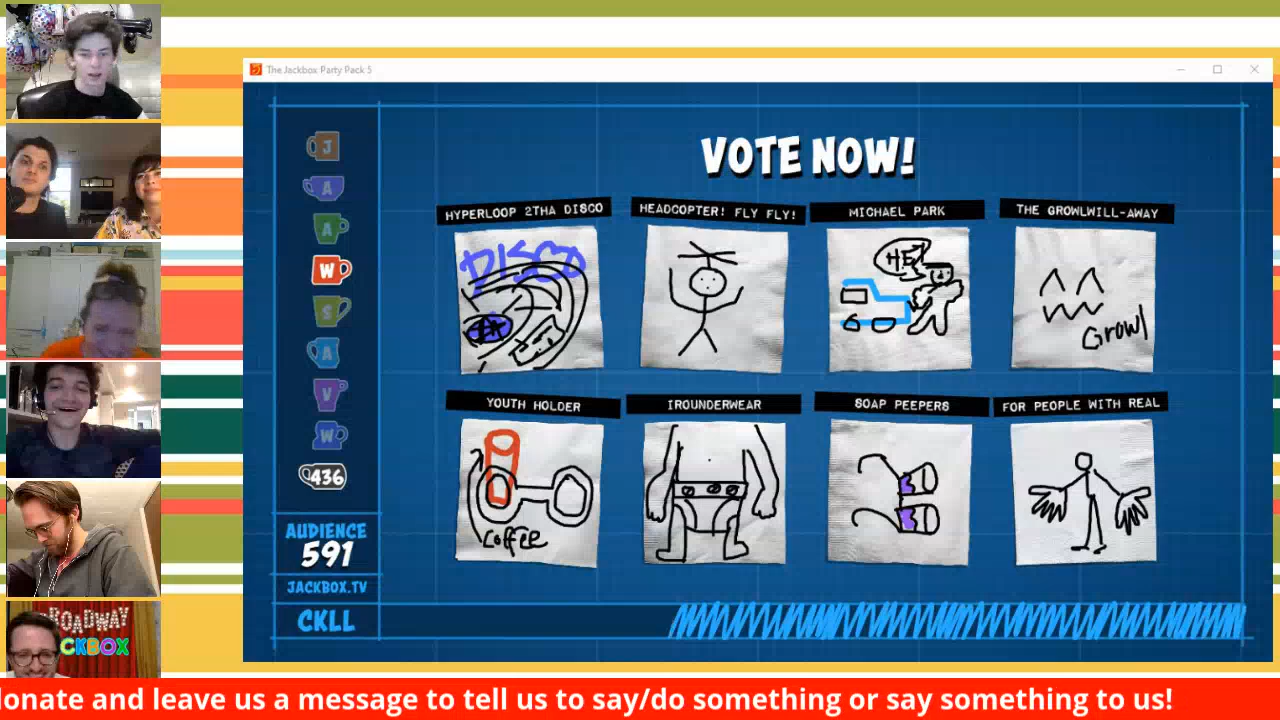 The Jackbox Party Pack 5
VOTE NOW!
J
A
A
W
S
A
V
W
436
AUDIENCE
591
JACKBOX.TV
CKLL
HYPERLOOP 2THA DISCO
HEADCOPTER! FLY FLY!
MICHAEL PARK
THE GROWLWILL-AWAY
DISCO
HEY
Growl
YOUTH HOLDER
IROUNDERWEAR
SOAP PEEPERS
FOR PEOPLE WITH REAL
Coffee
ROADWAY
CKBOX
donate and leave us a message to tell us to say/do something or say something to us!